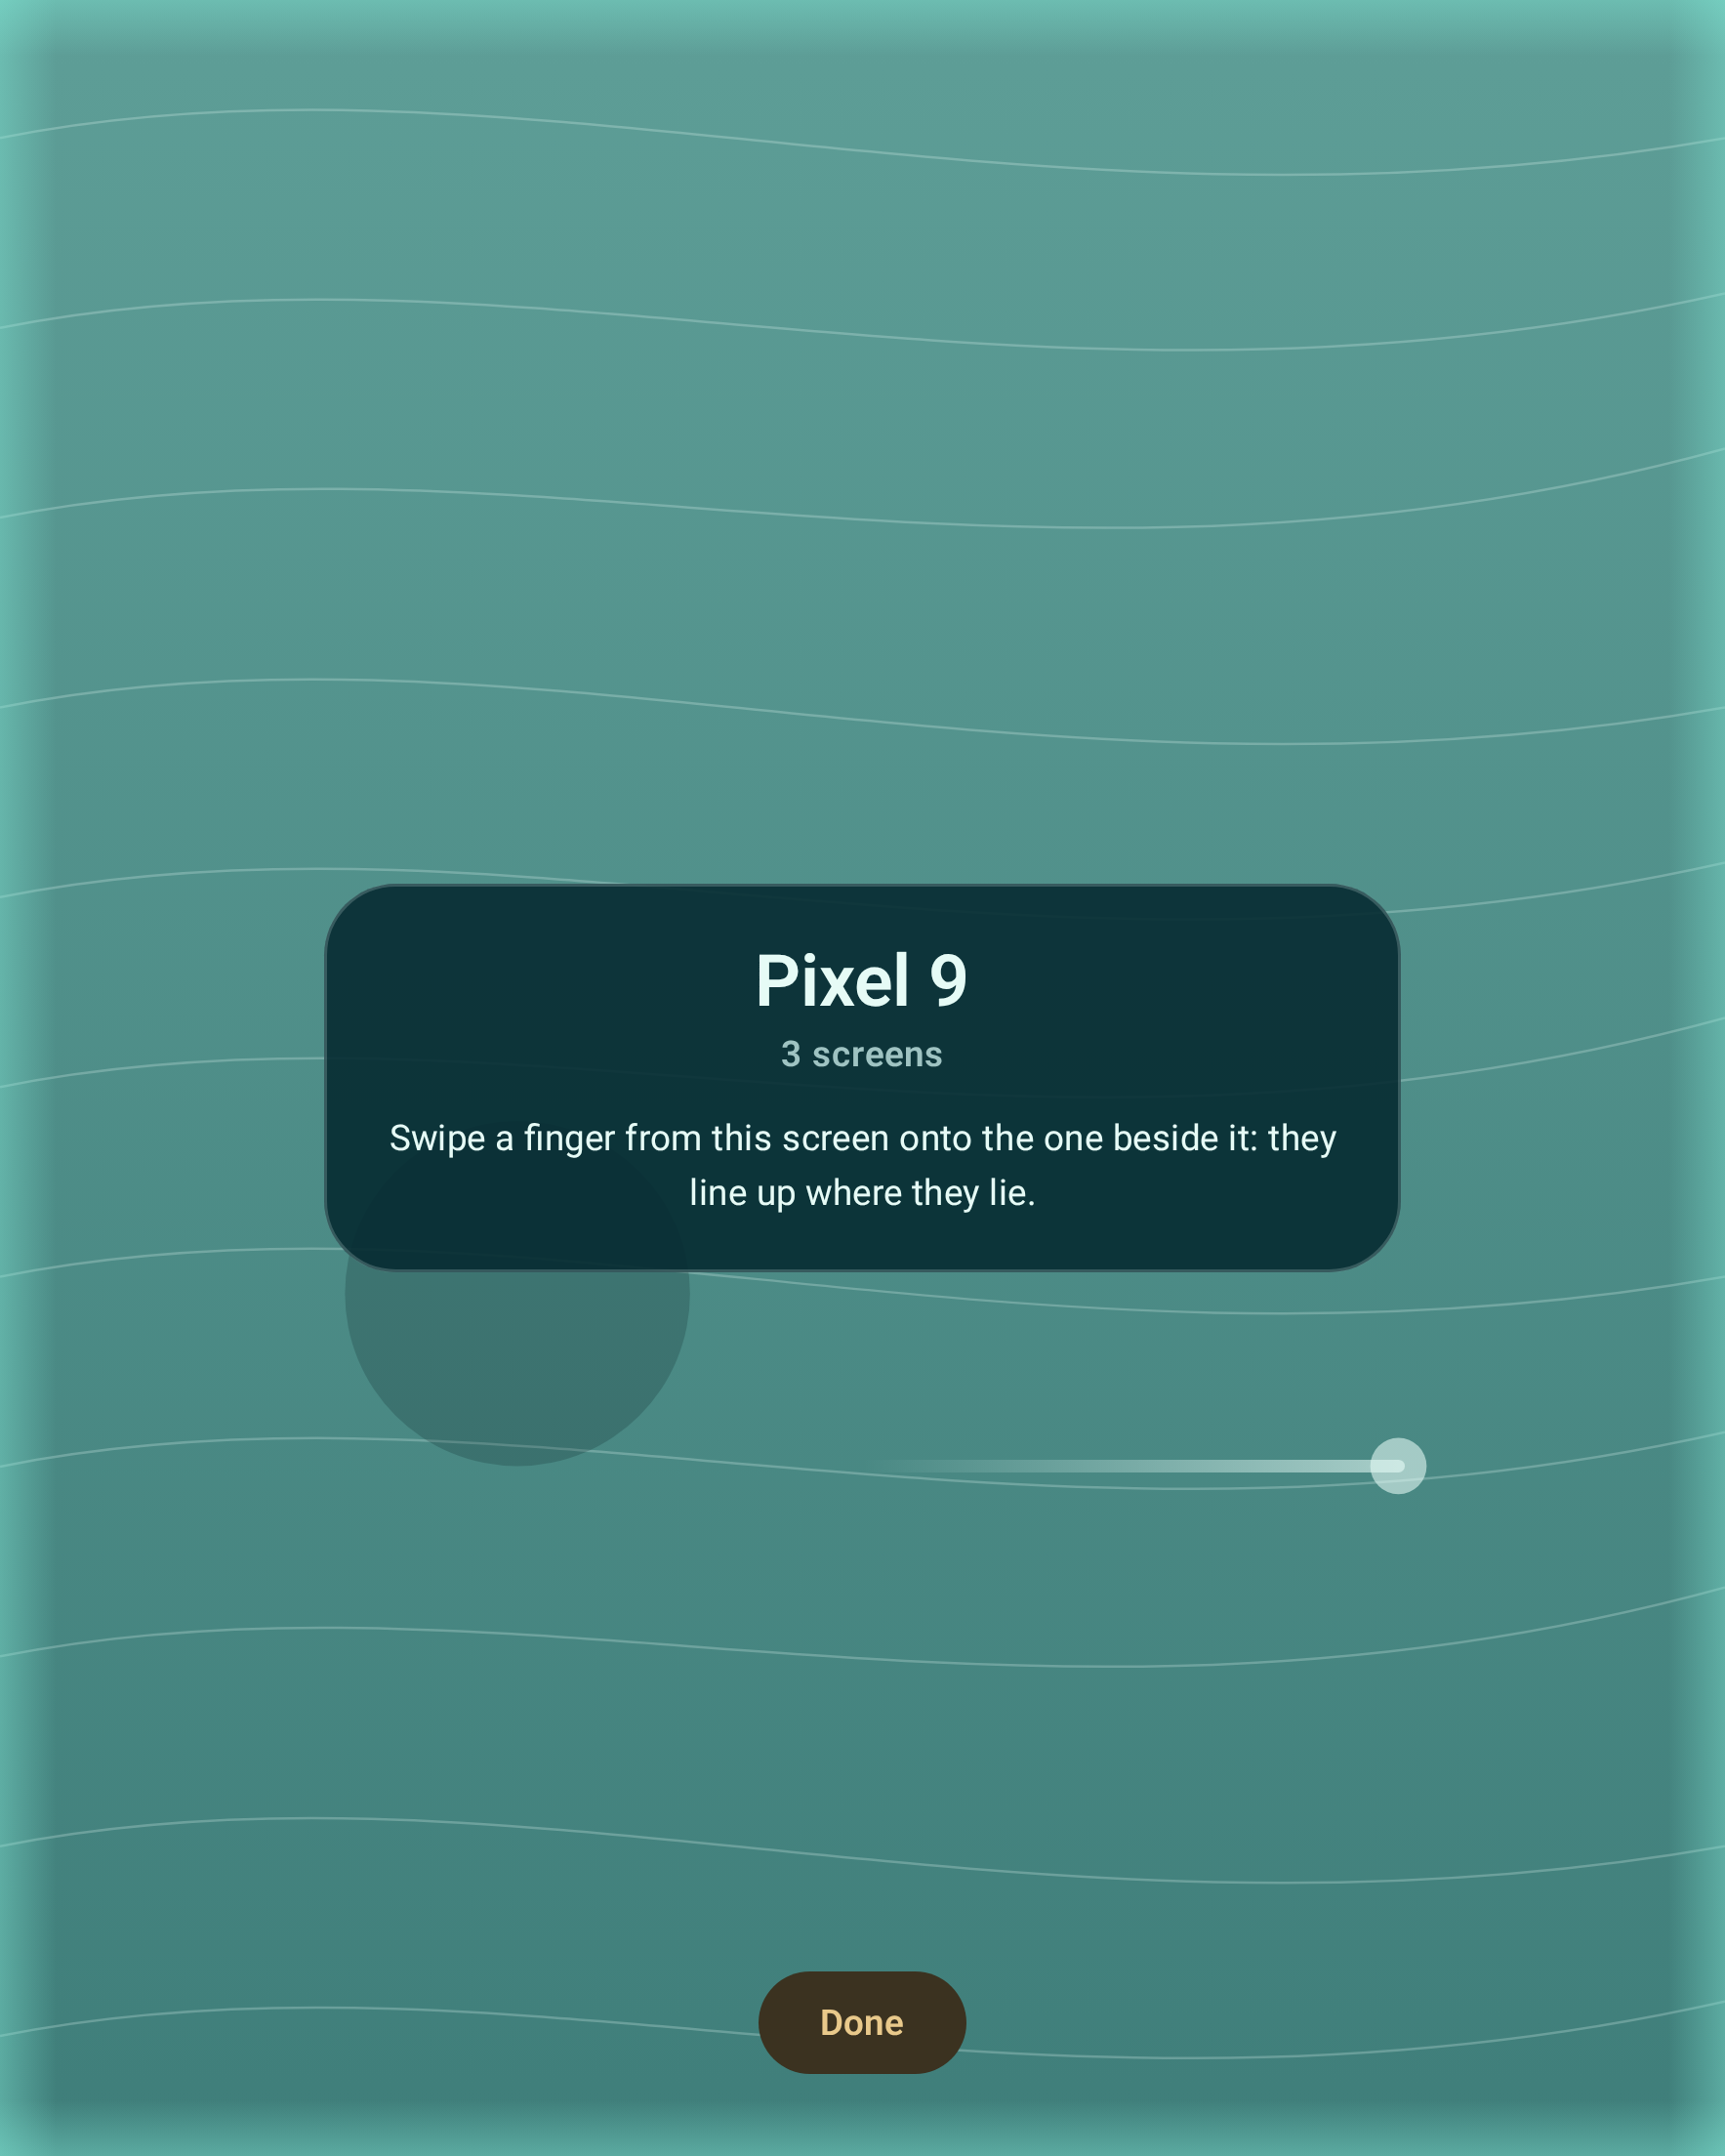 Pixel 9
3 screens
Swipe a finger from this screen onto the one beside it: they
line up where they lie.
Done